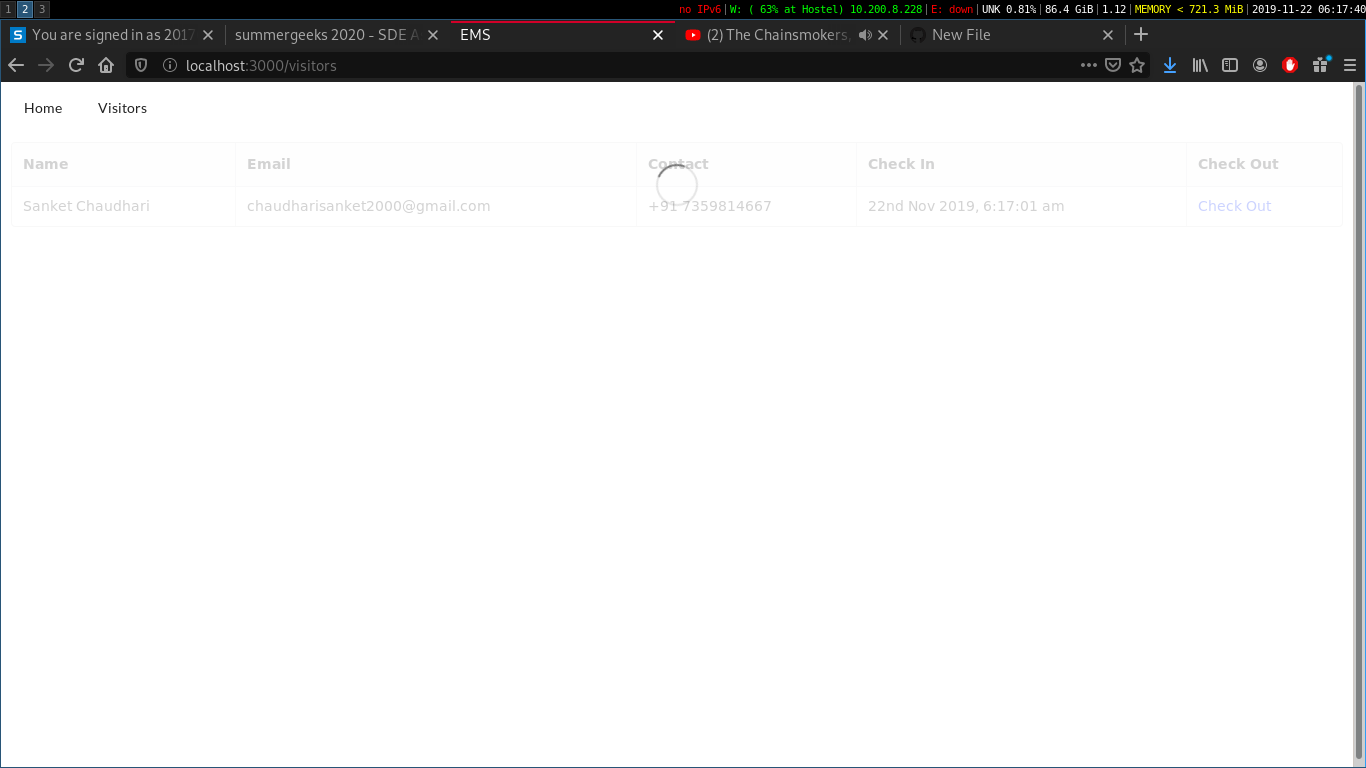 1 2 3 no IPv6 W: ( 63% at Hostel) 10.200.8.228 E: down UNK 0.81% 86.4 GiB 1.12 MEMORY < 721.3 MiB 2019-11-22 06:17:40
You are signed in as 2017 summergeeks 2020 - SDE A EMS (2) The Chainsmokers, New File
localhost:3000/visitors
Home Visitors
Name Email Contact Check In Check Out
Sanket Chaudhari chaudharisanket2000@gmail.com +91 7359814667 22nd Nov 2019, 6:17:01 am Check Out